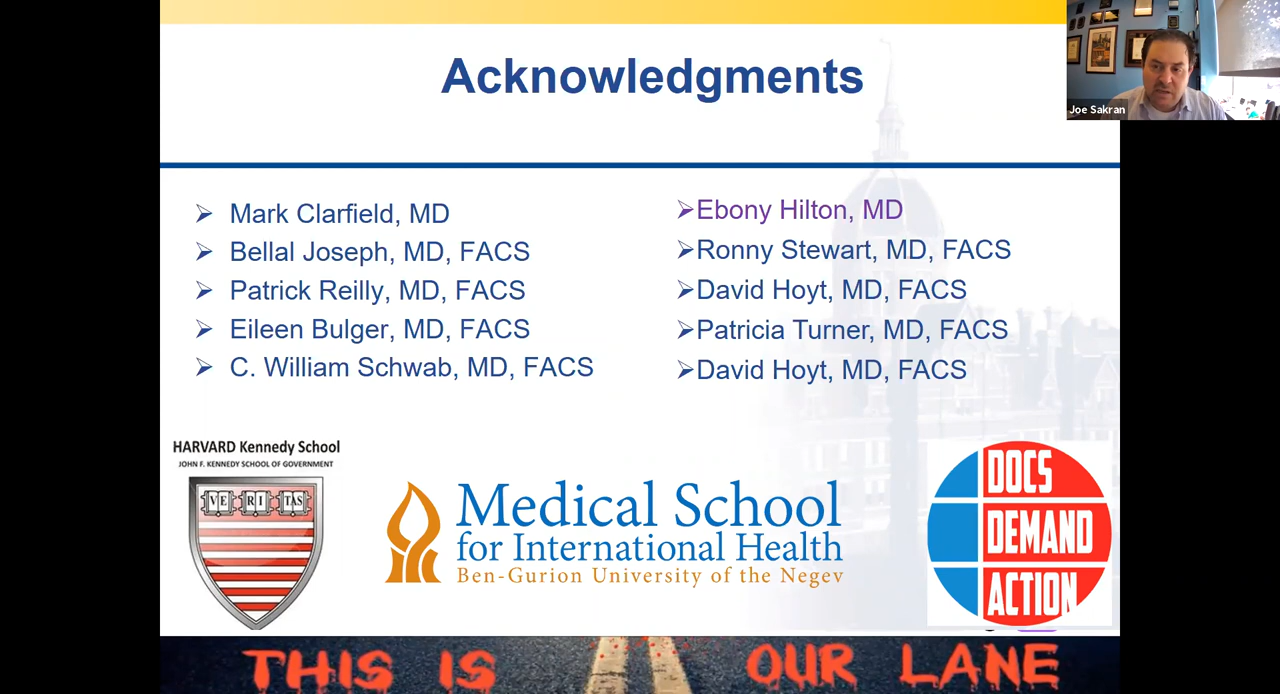 Acknowledgments
Joe Sakran
➢ Mark Clarfield, MD
➢ Bellal Joseph, MD, FACS
➢ Patrick Reilly, MD, FACS
➢ Eileen Bulger, MD, FACS
➢ C. William Schwab, MD, FACS
➢Ebony Hilton, MD
➢Ronny Stewart, MD, FACS
➢David Hoyt, MD, FACS
➢Patricia Turner, MD, FACS
➢David Hoyt, MD, FACS
HARVARD Kennedy School
JOHN F. KENNEDY SCHOOL OF GOVERNMENT
VE RI TAS
Medical School
for International Health
Ben-Gurion University of the Negev
DOCS
DEMAND
ACTION
THIS IS OUR LANE